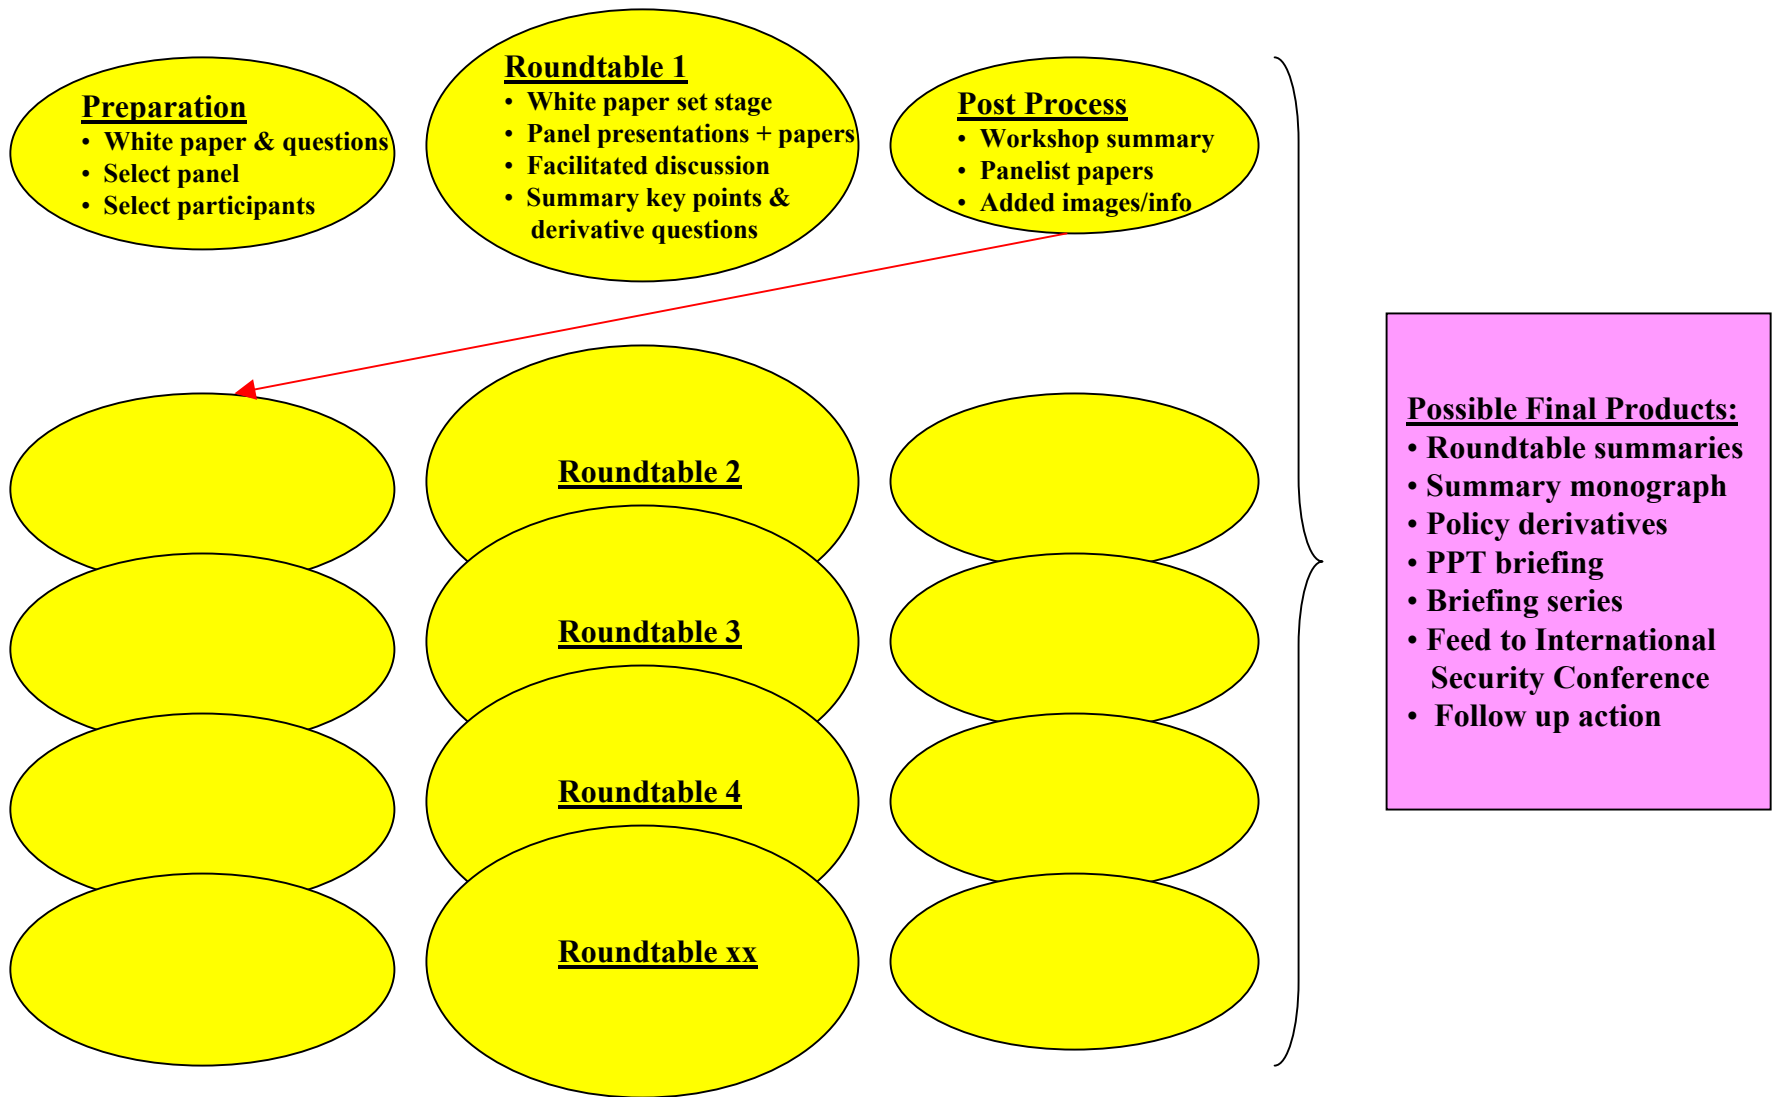 Preparation
• White paper & questions
• Select panel
• Select participants
Roundtable 1
• White paper set stage
• Panel presentations + papers
• Facilitated discussion
• Summary key points &
derivative questions
Post Process
• Workshop summary
• Panelist papers
• Added images/info
Roundtable 2
Roundtable 3
Roundtable 4
Roundtable xx
Possible Final Products:
• Roundtable summaries
• Summary monograph
• Policy derivatives
• PPT briefing
• Briefing series
• Feed to International
Security Conference
• Follow up action